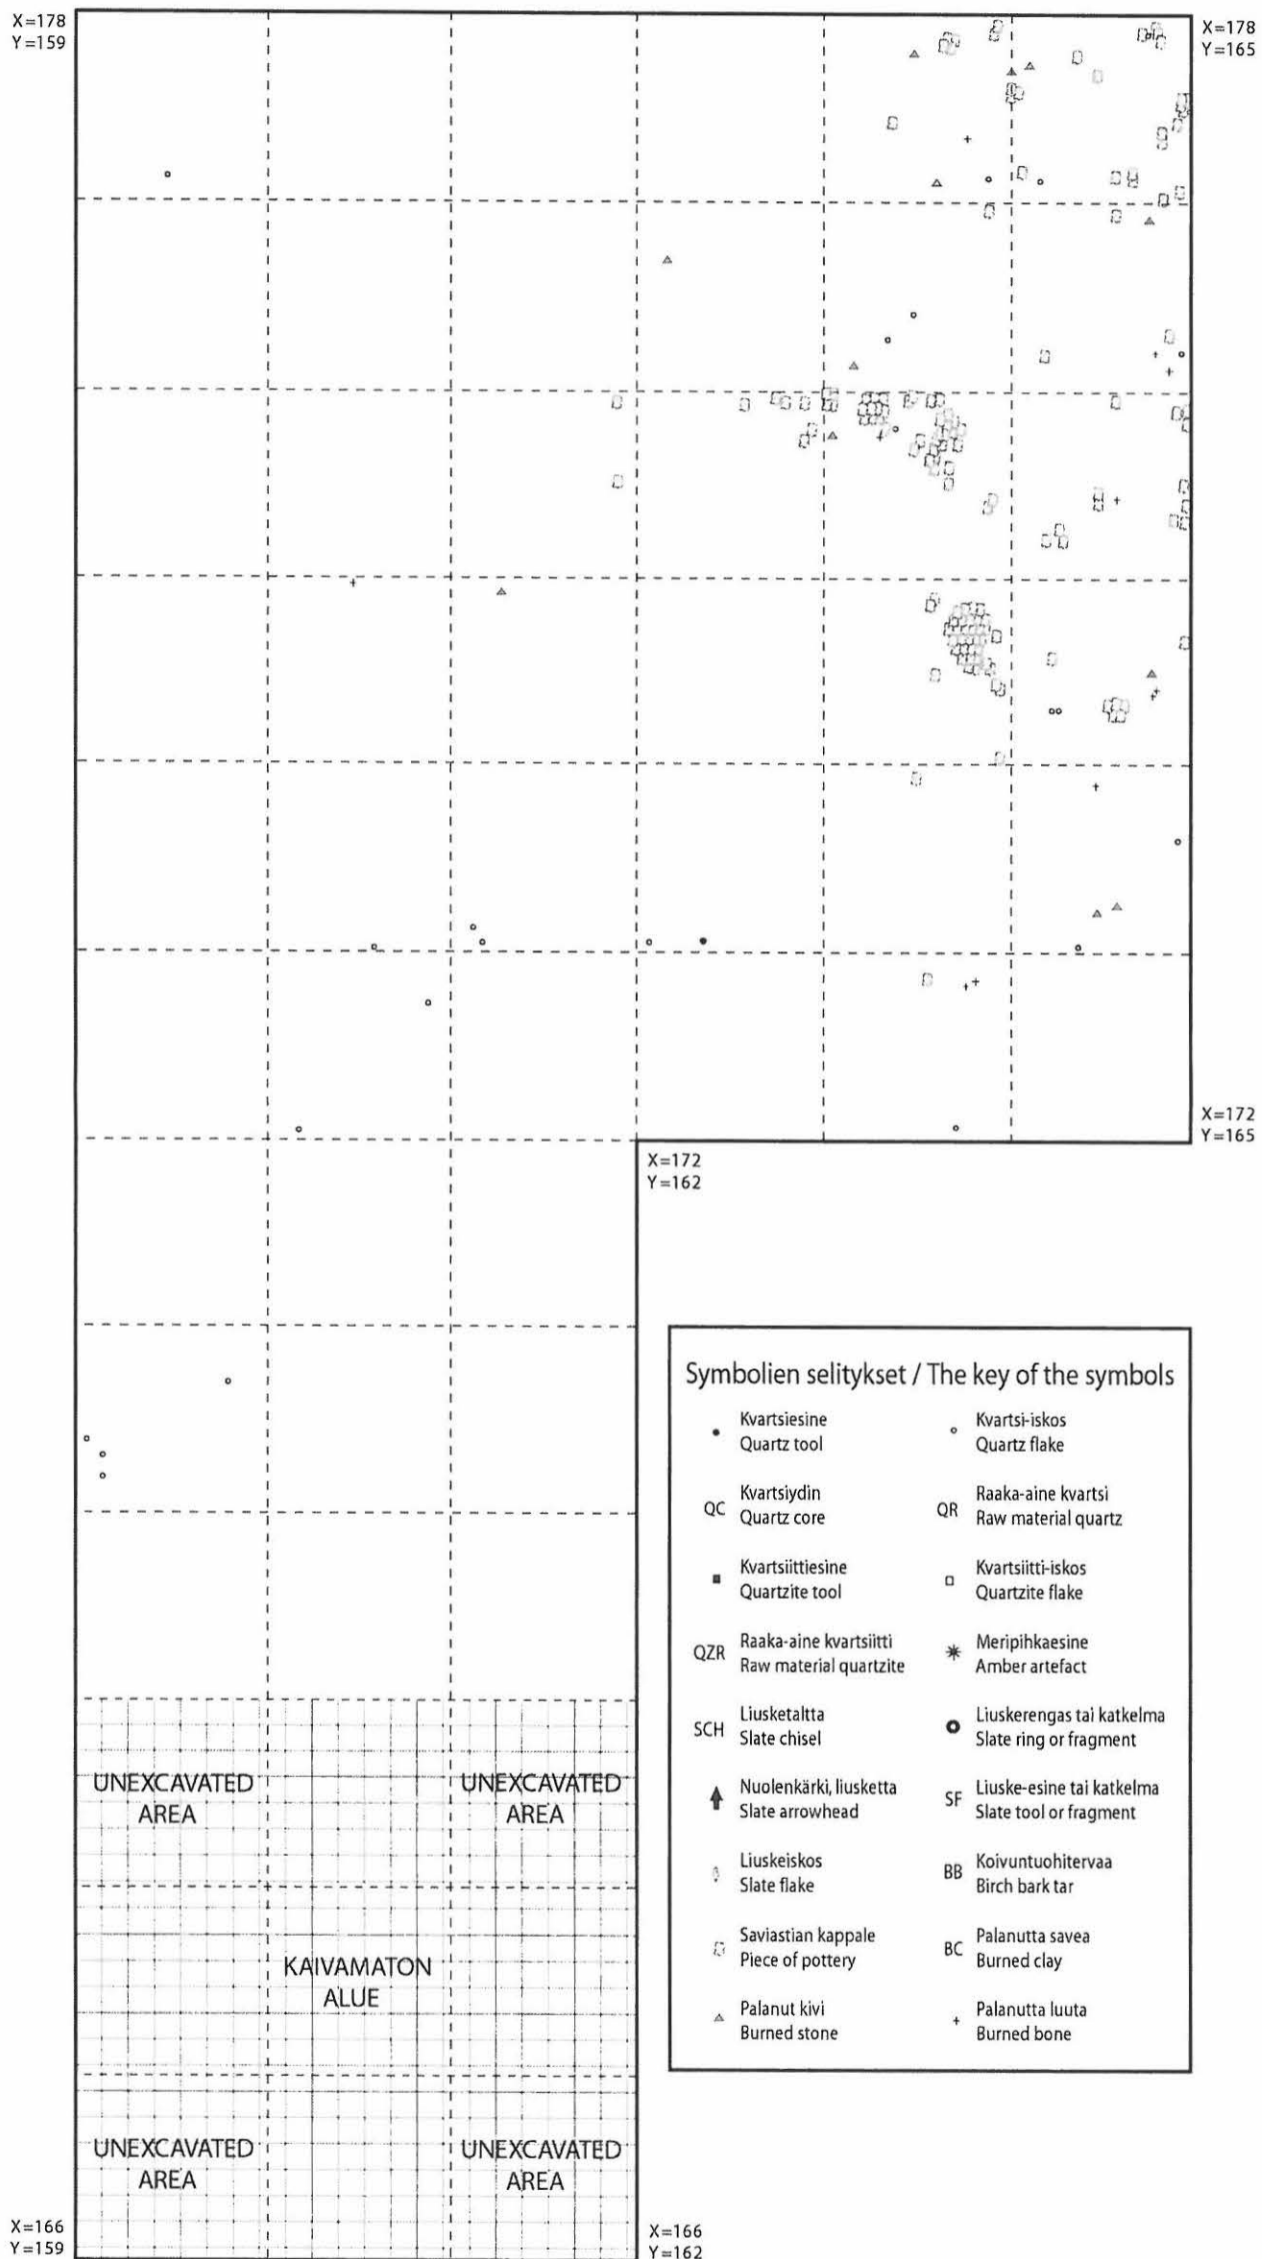 X=178
Y=159
X=178
Y=165
X=172
Y=165
X=172
Y=162
Symbolien selitykset / The key of the symbols
Kvartsiesine
Quartz tool
Kvartsi-iskos
Quartz flake
QC
Kvartsiydin
Quartz core
QR
Raaka-aine kvartsi
Raw material quartz
Kvartsiittiesine
Quartzite tool
Kvartsiitti-iskos
Quartzite flake
QZR
Raaka-aine kvartsiitti
Raw material quartzite
Meripihkaesine
Amber artefact
SCH
Liusketaltta
Slate chisel
Liuskerengas tai katkelma
Slate ring or fragment
Nuolenkärki, liusketta
Slate arrowhead
SF
Liuske-esine tai katkelma
Slate tool or fragment
Liuskeiskos
Slate flake
BB
Koivuntuohitervaa
Birch bark tar
Saviastian kappale
Piece of pottery
BC
Palanutta savea
Burned clay
Palanut kivi
Burned stone
Palanutta luuta
Burned bone
UNEXCAVATED
AREA
UNEXCAVATED
AREA
KAIVAMATON
ALUE
UNEXCAVATED
AREA
UNEXCAVATED
AREA
X=166
Y=159
X=166
Y=162